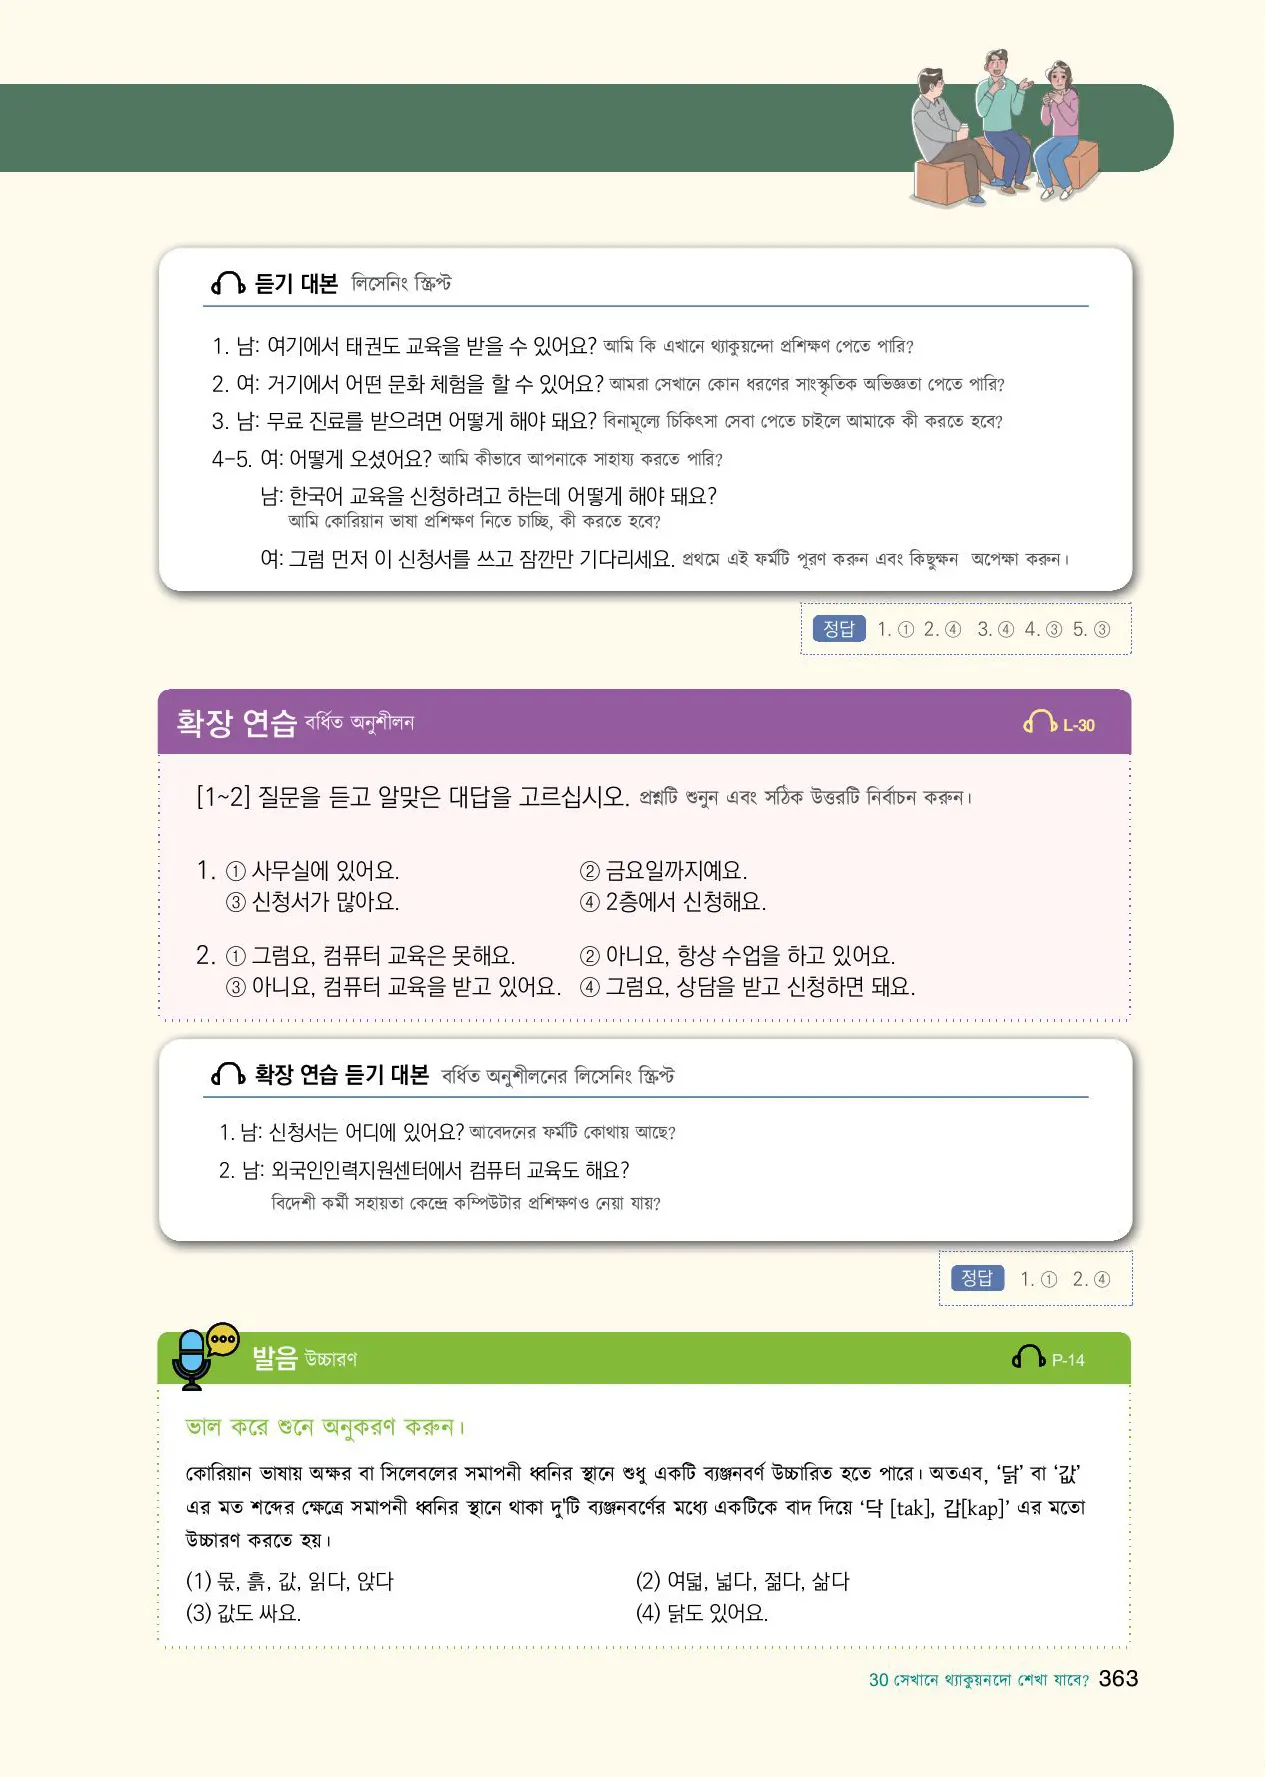 듣기 대본 লিসেনিং স্ক্রিপ্ট
1. 남: 여기에서 태권도 교육을 받을 수 있어요? আমি কি এখানে থ্যাকুয়ন্দো প্রশিক্ষণ পেতে পারি?
2. 여: 거기에서 어떤 문화 체험을 할 수 있어요? আমরা সেখানে কোন ধরণের সাংস্কৃতিক অভিজ্ঞতা পেতে পারি?
3. 남: 무료 진료를 받으려면 어떻게 해야 돼요? বিনামূল্যে চিকিৎসা সেবা পেতে চাইলে আমাকে কী করতে হবে?
4-5. 여: 어떻게 오셨어요? আমি কীভাবে আপনাকে সাহায্য করতে পারি?
남: 한국어 교육을 신청하려고 하는데 어떻게 해야 돼요?
আমি কোরিয়ান ভাষা প্রশিক্ষণ নিতে চাচ্ছি, কী করতে হবে?
여: 그럼 먼저 이 신청서를 쓰고 잠깐만 기다리세요. প্রথমে এই ফর্মটি পূরণ করুন এবং কিছুক্ষন অপেক্ষা করুন।
정답 1. ① 2. ④ 3. ④ 4. ③ 5. ③
확장 연습 বর্ধিত অনুশীলন L-30
[1~2] 질문을 듣고 알맞은 대답을 고르십시오. প্রশ্নটি শুনুন এবং সঠিক উত্তরটি নির্বাচন করুন।
1. ① 사무실에 있어요. ② 금요일까지예요.
③ 신청서가 많아요. ④ 2층에서 신청해요.
2. ① 그럼요, 컴퓨터 교육은 못해요. ② 아니요, 항상 수업을 하고 있어요.
③ 아니요, 컴퓨터 교육을 받고 있어요. ④ 그럼요, 상담을 받고 신청하면 돼요.
확장 연습 듣기 대본 বর্ধিত অনুশীলনের লিসেনিং স্ক্রিপ্ট
1. 남: 신청서는 어디에 있어요? আবেদনের ফর্মটি কোথায় আছে?
2. 남: 외국인인력지원센터에서 컴퓨터 교육도 해요?
বিদেশী কর্মী সহায়তা কেন্দ্রে কম্পিউটার প্রশিক্ষণও নেয়া যায়?
정답 1. ① 2. ④
발음 উচ্চারণ P-14
ভাল করে শুনে অনুকরণ করুন।
কোরিয়ান ভাষায় অক্ষর বা সিলেবলের সমাপনী ধ্বনির স্থানে শুধু একটি ব্যঞ্জনবর্ণ উচ্চারিত হতে পারে। অতএব, ‘닭’ বা ‘값’
এর মত শব্দের ক্ষেত্রে সমাপনী ধ্বনির স্থানে থাকা দু'টি ব্যঞ্জনবর্ণের মধ্যে একটিকে বাদ দিয়ে ‘닥 [tak], 갑[kap]’ এর মতো
উচ্চারণ করতে হয়।
(1) 몫, 흙, 값, 읽다, 앉다 (2) 여덟, 넓다, 젊다, 삶다
(3) 값도 싸요. (4) 닭도 있어요.
30 সেখানে থ্যাকুয়নদো শেখা যাবে? 363